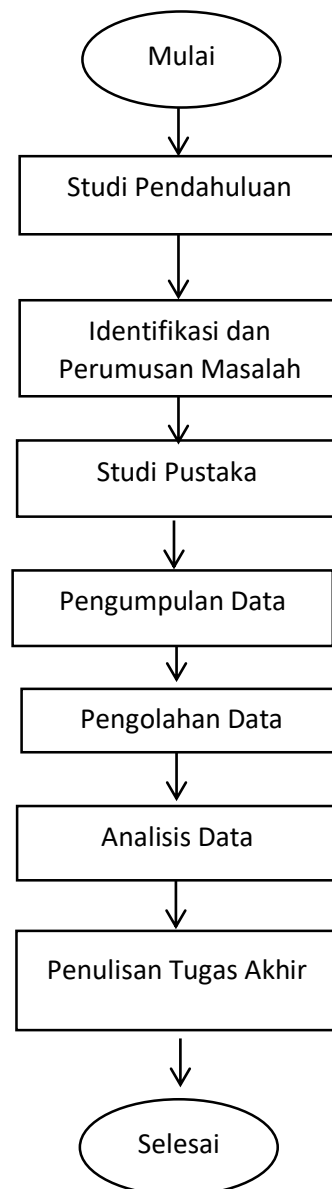 Mulai
Studi Pendahuluan
Identifikasi dan
Perumusan Masalah
Studi Pustaka
Pengumpulan Data
Pengolahan Data
Analisis Data
Penulisan Tugas Akhir
Selesai